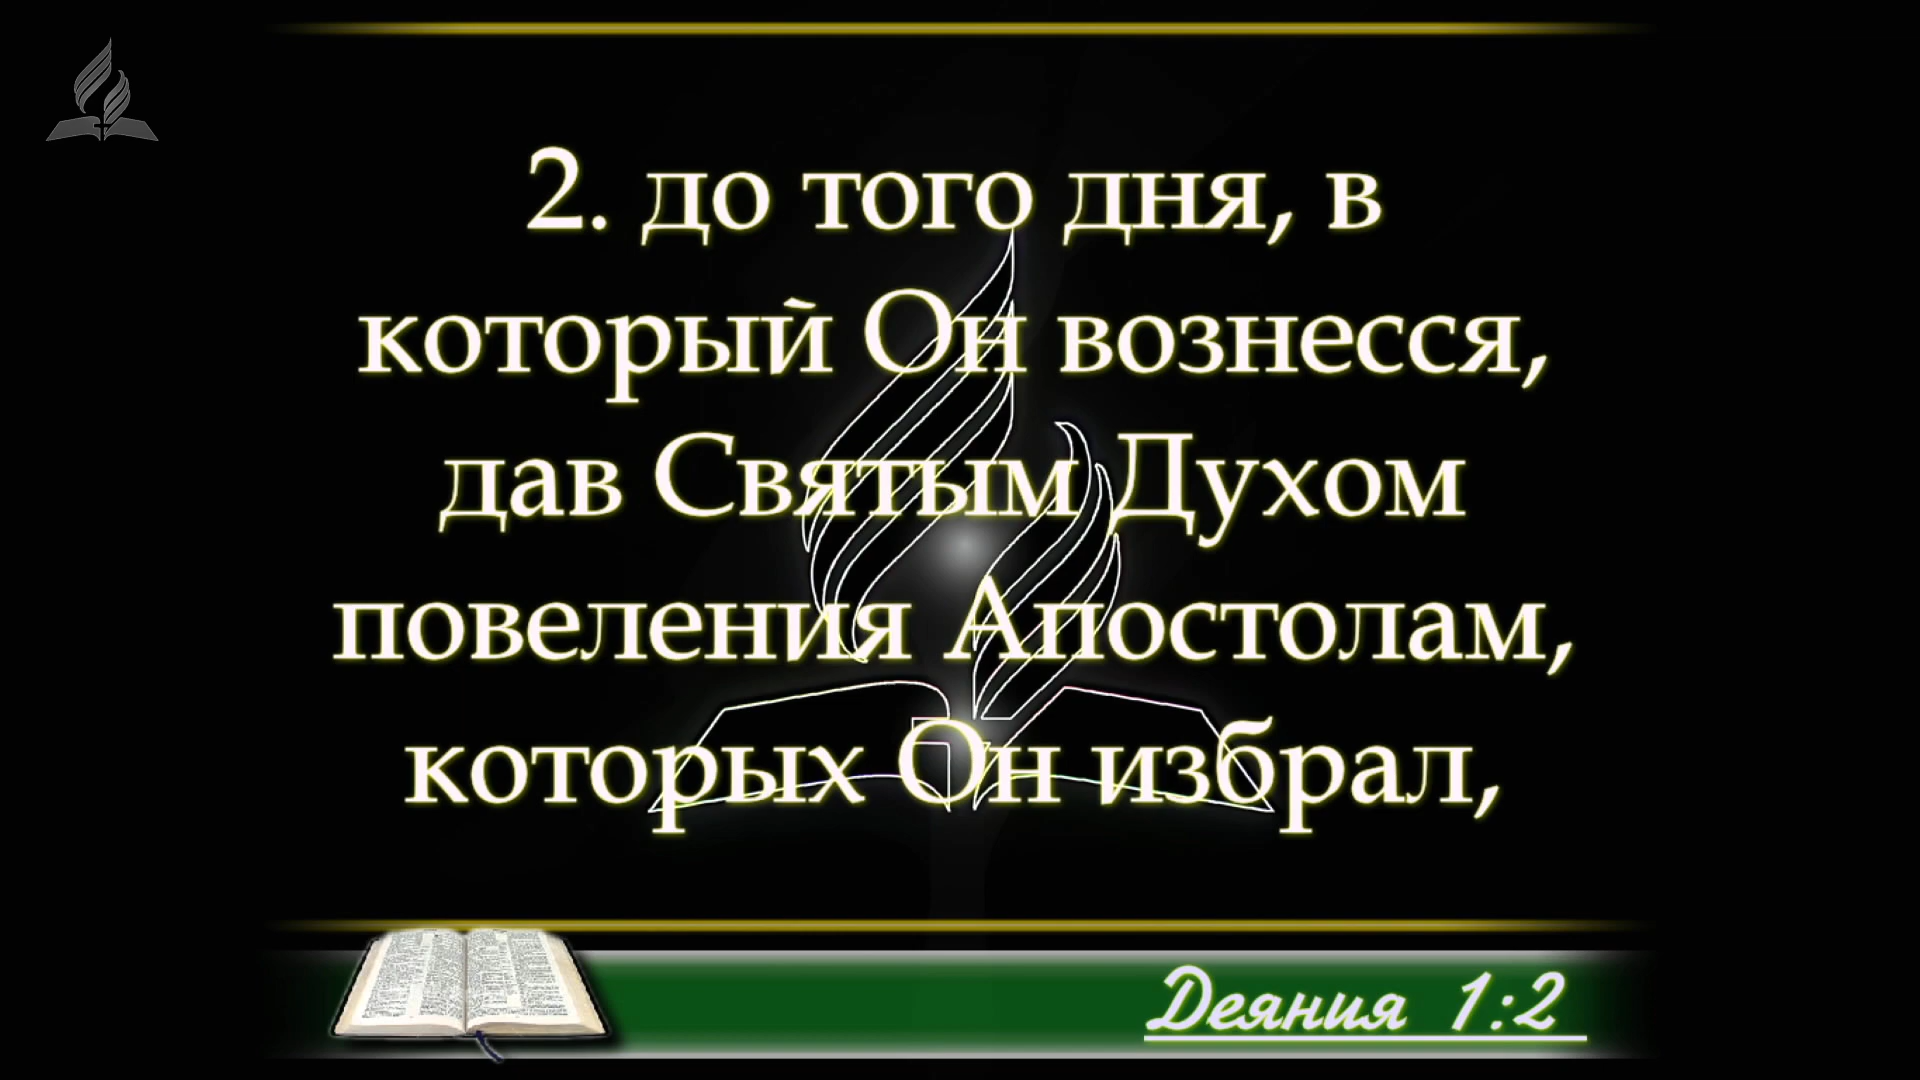 2. до того дня, в
который Он вознесся,
дав Святым Духом
повеления Апостолам,
которых Он избрал,
Деяния 1:2